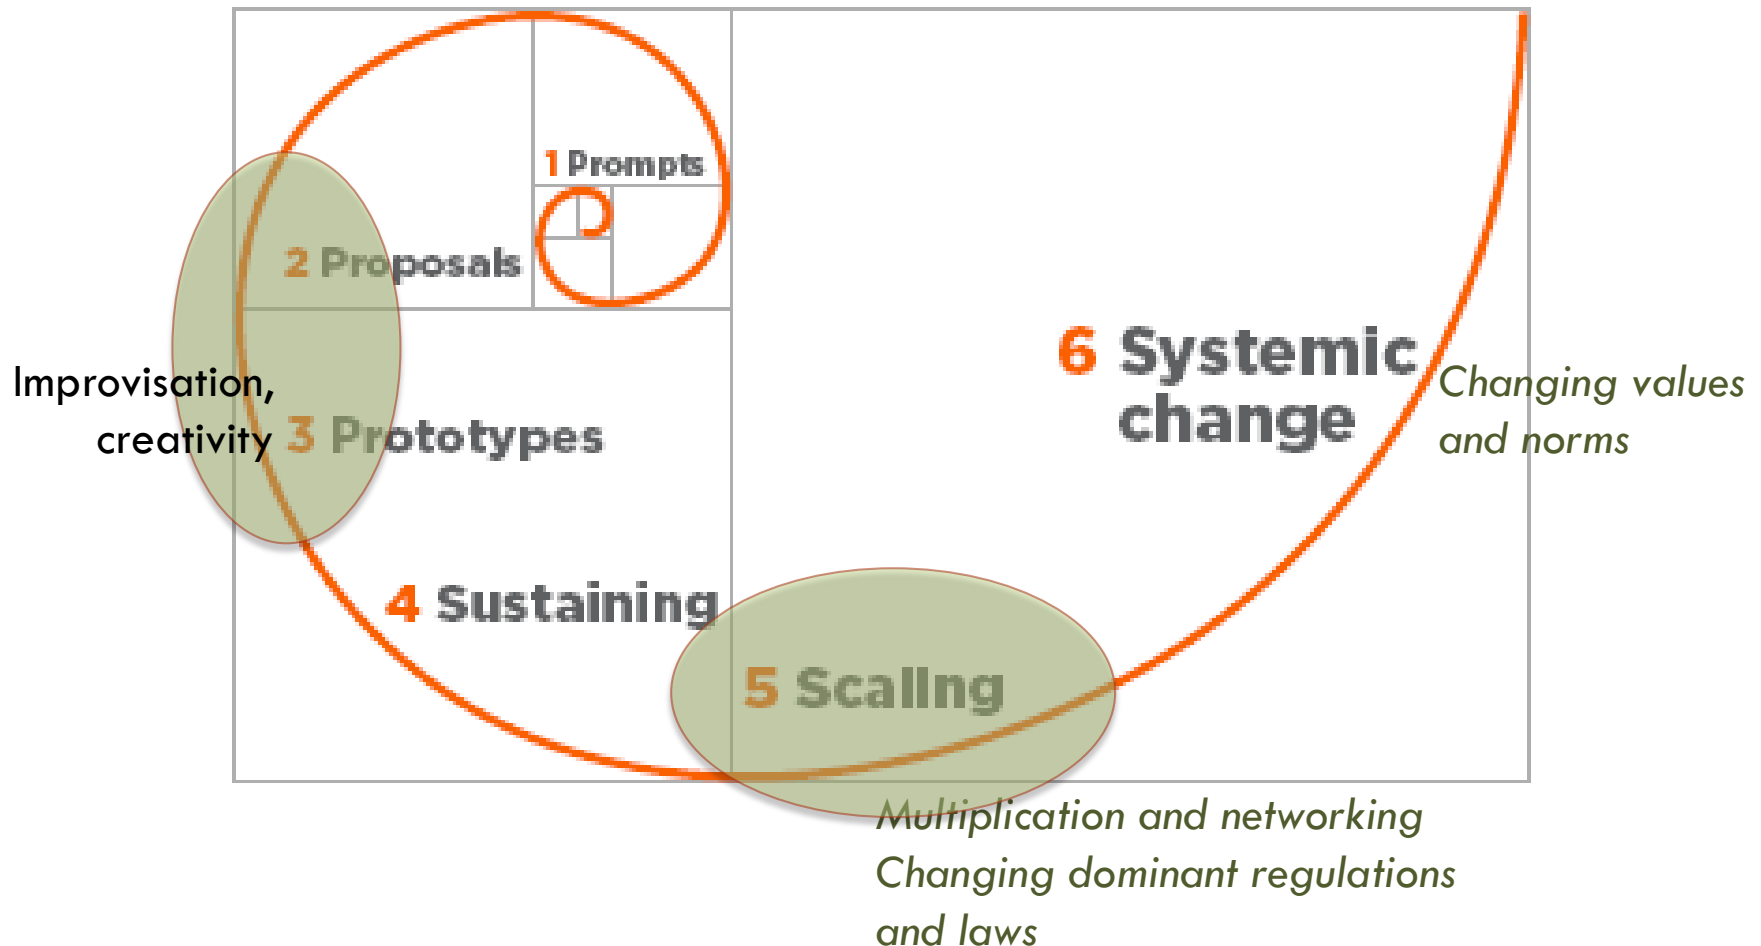 1 Prompts
2 Proposals
Improvisation,
creativity
3 Prototypes
4 Sustaining
5 Scaling
6 Systemic
change
Changing values
and norms
Multiplication and networking
Changing dominant regulations
and laws